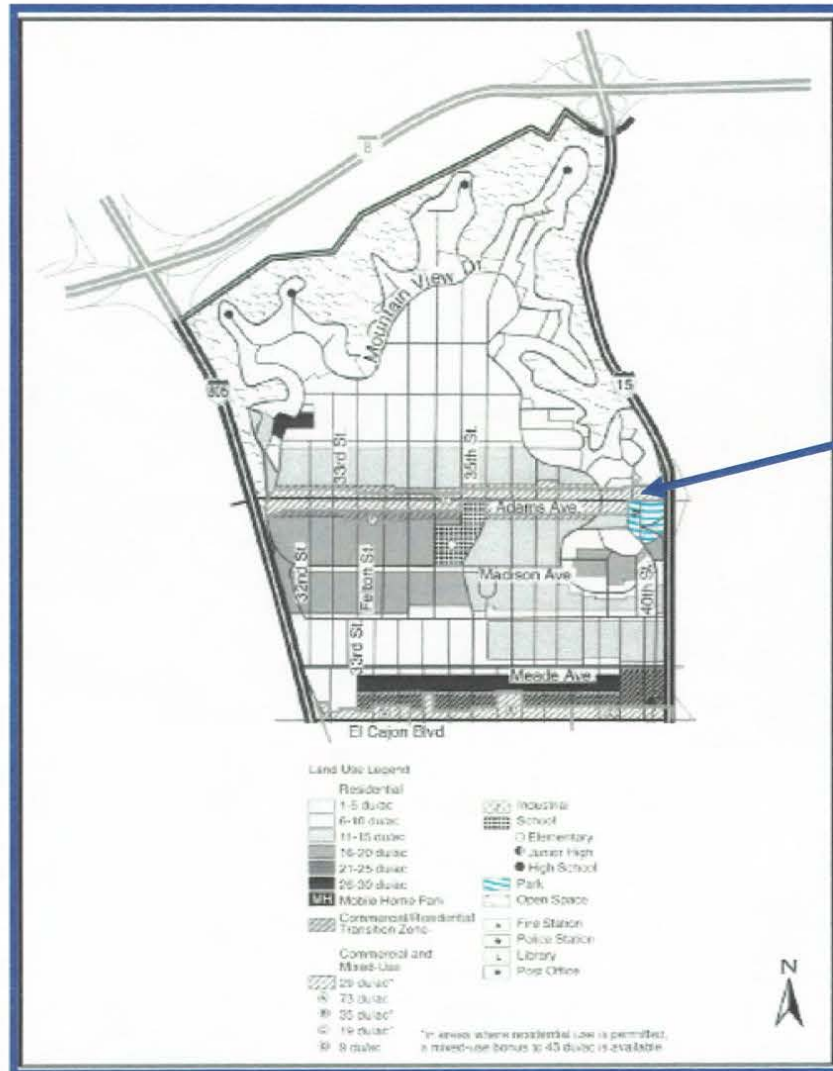 8
Mountain View Dr
805
15
33rd St.
35th St.
Adams Ave.
32nd St.
Felton St.
Madison Ave
40th St.
33rd St.
Meade Ave.
El Cajon Blvd
Land Use Legend
Residential
1-5 du/ac
6-10 du/ac
11-15 du/ac
16-20 du/ac
21-25 du/ac
26-30 du/ac
MH Mobile Home Park
Commercial/Residential
Transition Zone
Commercial and
Mixed-Use
29 du/ac*
73 du/ac
35 du/ac*
19 du/ac*
9 du/ac
Industrial
School
Elementary
Junior High
High School
Park
Open Space
Fire Station
Police Station
L Library
Post Office
*In areas where residential use is permitted,
a mixed-use bonus to 43 du/ac is available
N